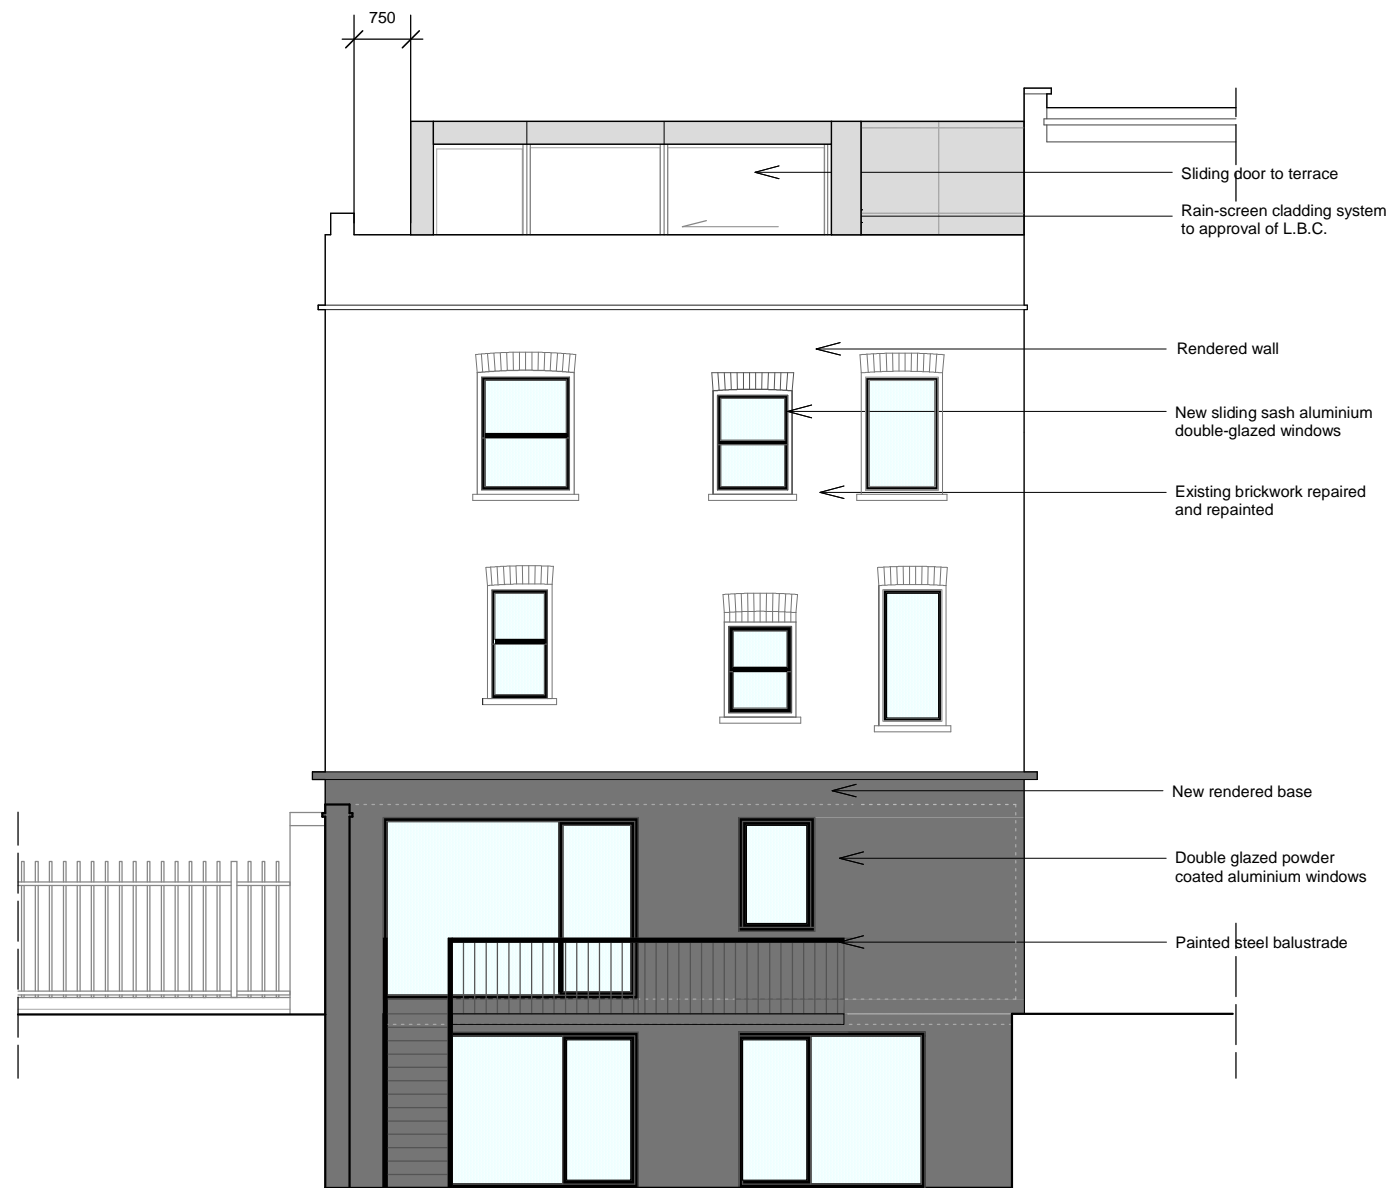 750
Sliding door to terrace
Rain-screen cladding system
to approval of L.B.C.
Rendered wall
New sliding sash aluminium
double-glazed windows
Existing brickwork repaired
and repainted
New rendered base
Double glazed powder
coated aluminium windows
Painted steel balustrade